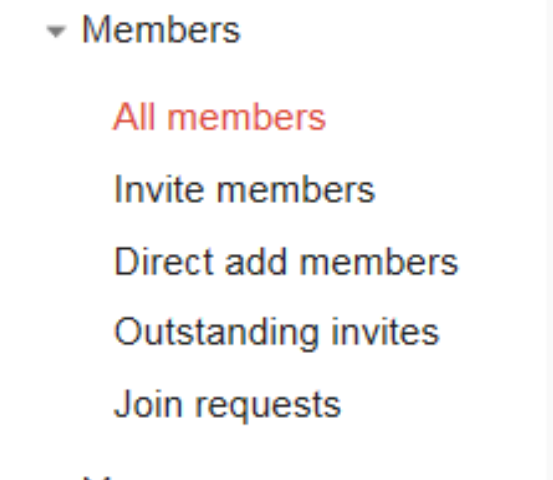 Members
All members
Invite members
Direct add members
Outstanding invites
Join requests